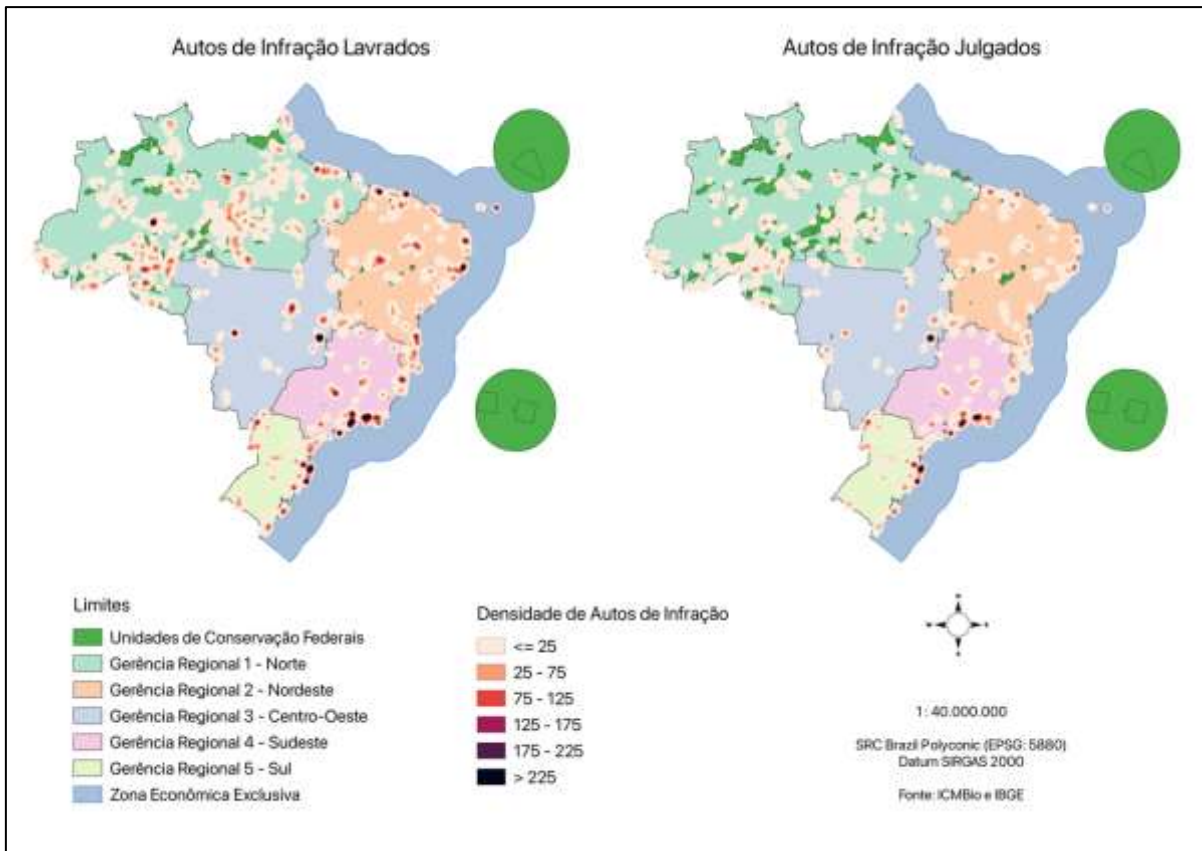 Autos de Infração Lavrados
Autos de Infração Julgados
Limites
Unidades de Conservação Federais
Gerência Regional 1 - Norte
Gerência Regional 2 - Nordeste
Gerência Regional 3 - Centro-Oeste
Gerência Regional 4 - Sudeste
Gerência Regional 5 - Sul
Zona Econômica Exclusiva
Densidade de Autos de Infração
<= 25
25 - 75
75 - 125
125 - 175
175 - 225
> 225
1: 40.000.000
SRC Brazil Polyconic (EPSG: 5880)
Datum SIRGAS 2000
Fonte: ICMBio e IBGE